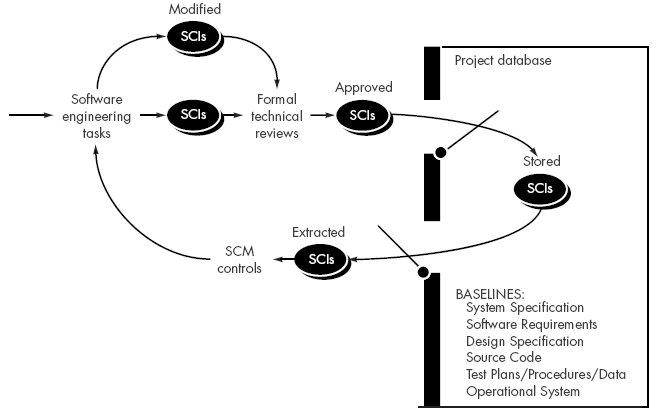 Modified
SCIs
Software
engineering
tasks
SCIs
Formal
technical
reviews
Approved
SCIs
Project database
Stored
SCIs
Extracted
SCIs
SCM
controls
BASELINES:
System Specification
Software Requirements
Design Specification
Source Code
Test Plans/Procedures/Data
Operational System